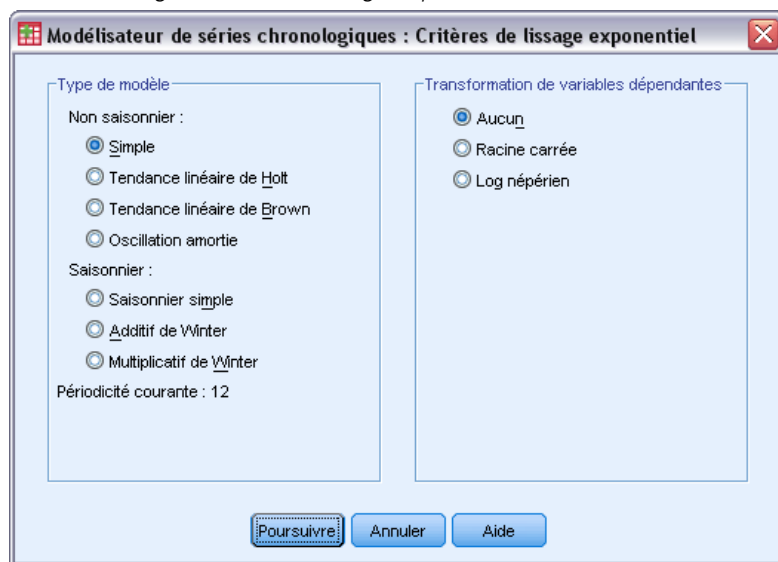 Modélisateur de séries chronologiques : Critères de lissage exponentiel
Type de modèle
Non saisonnier :
Simple
Tendance linéaire de Holt
Tendance linéaire de Brown
Oscillation amortie
Saisonnier :
Saisonnier simple
Additif de Winter
Multiplicatif de Winter
Périodicité courante : 12
Transformation de variables dépendantes
Aucun
Racine carrée
Log népérien
Poursuivre Annuler Aide